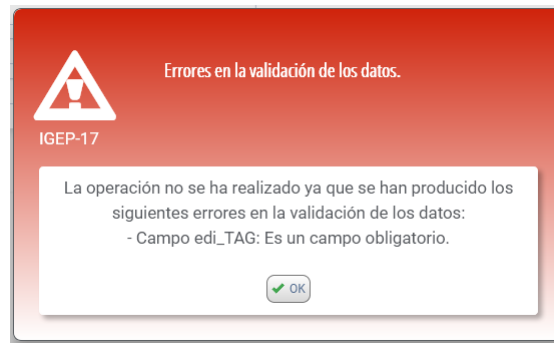 Errores en la validación de los datos.
IGEP-17
La operación no se ha realizado ya que se han producido los
siguientes errores en la validación de los datos:
- Campo edi_TAG: Es un campo obligatorio.
OK